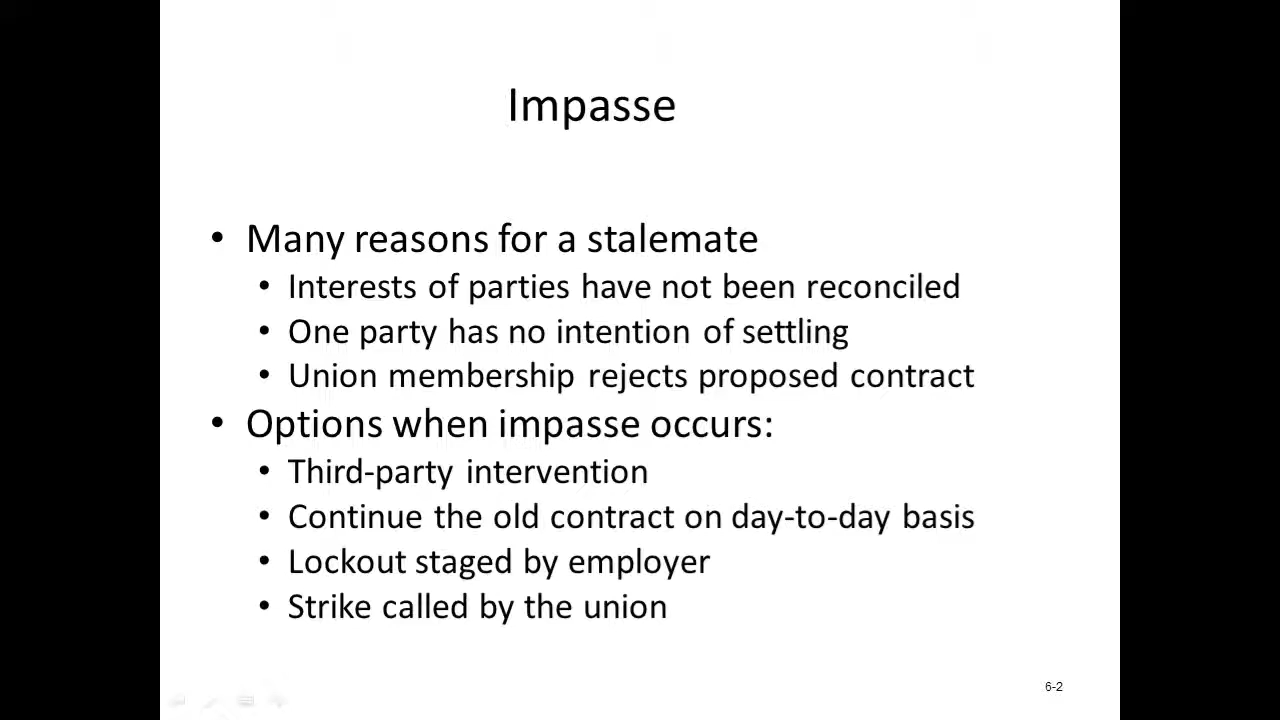 Impasse
• Many reasons for a stalemate
• Interests of parties have not been reconciled
• One party has no intention of settling
• Union membership rejects proposed contract
• Options when impasse occurs:
• Third-party intervention
• Continue the old contract on day-to-day basis
• Lockout staged by employer
• Strike called by the union
6-2